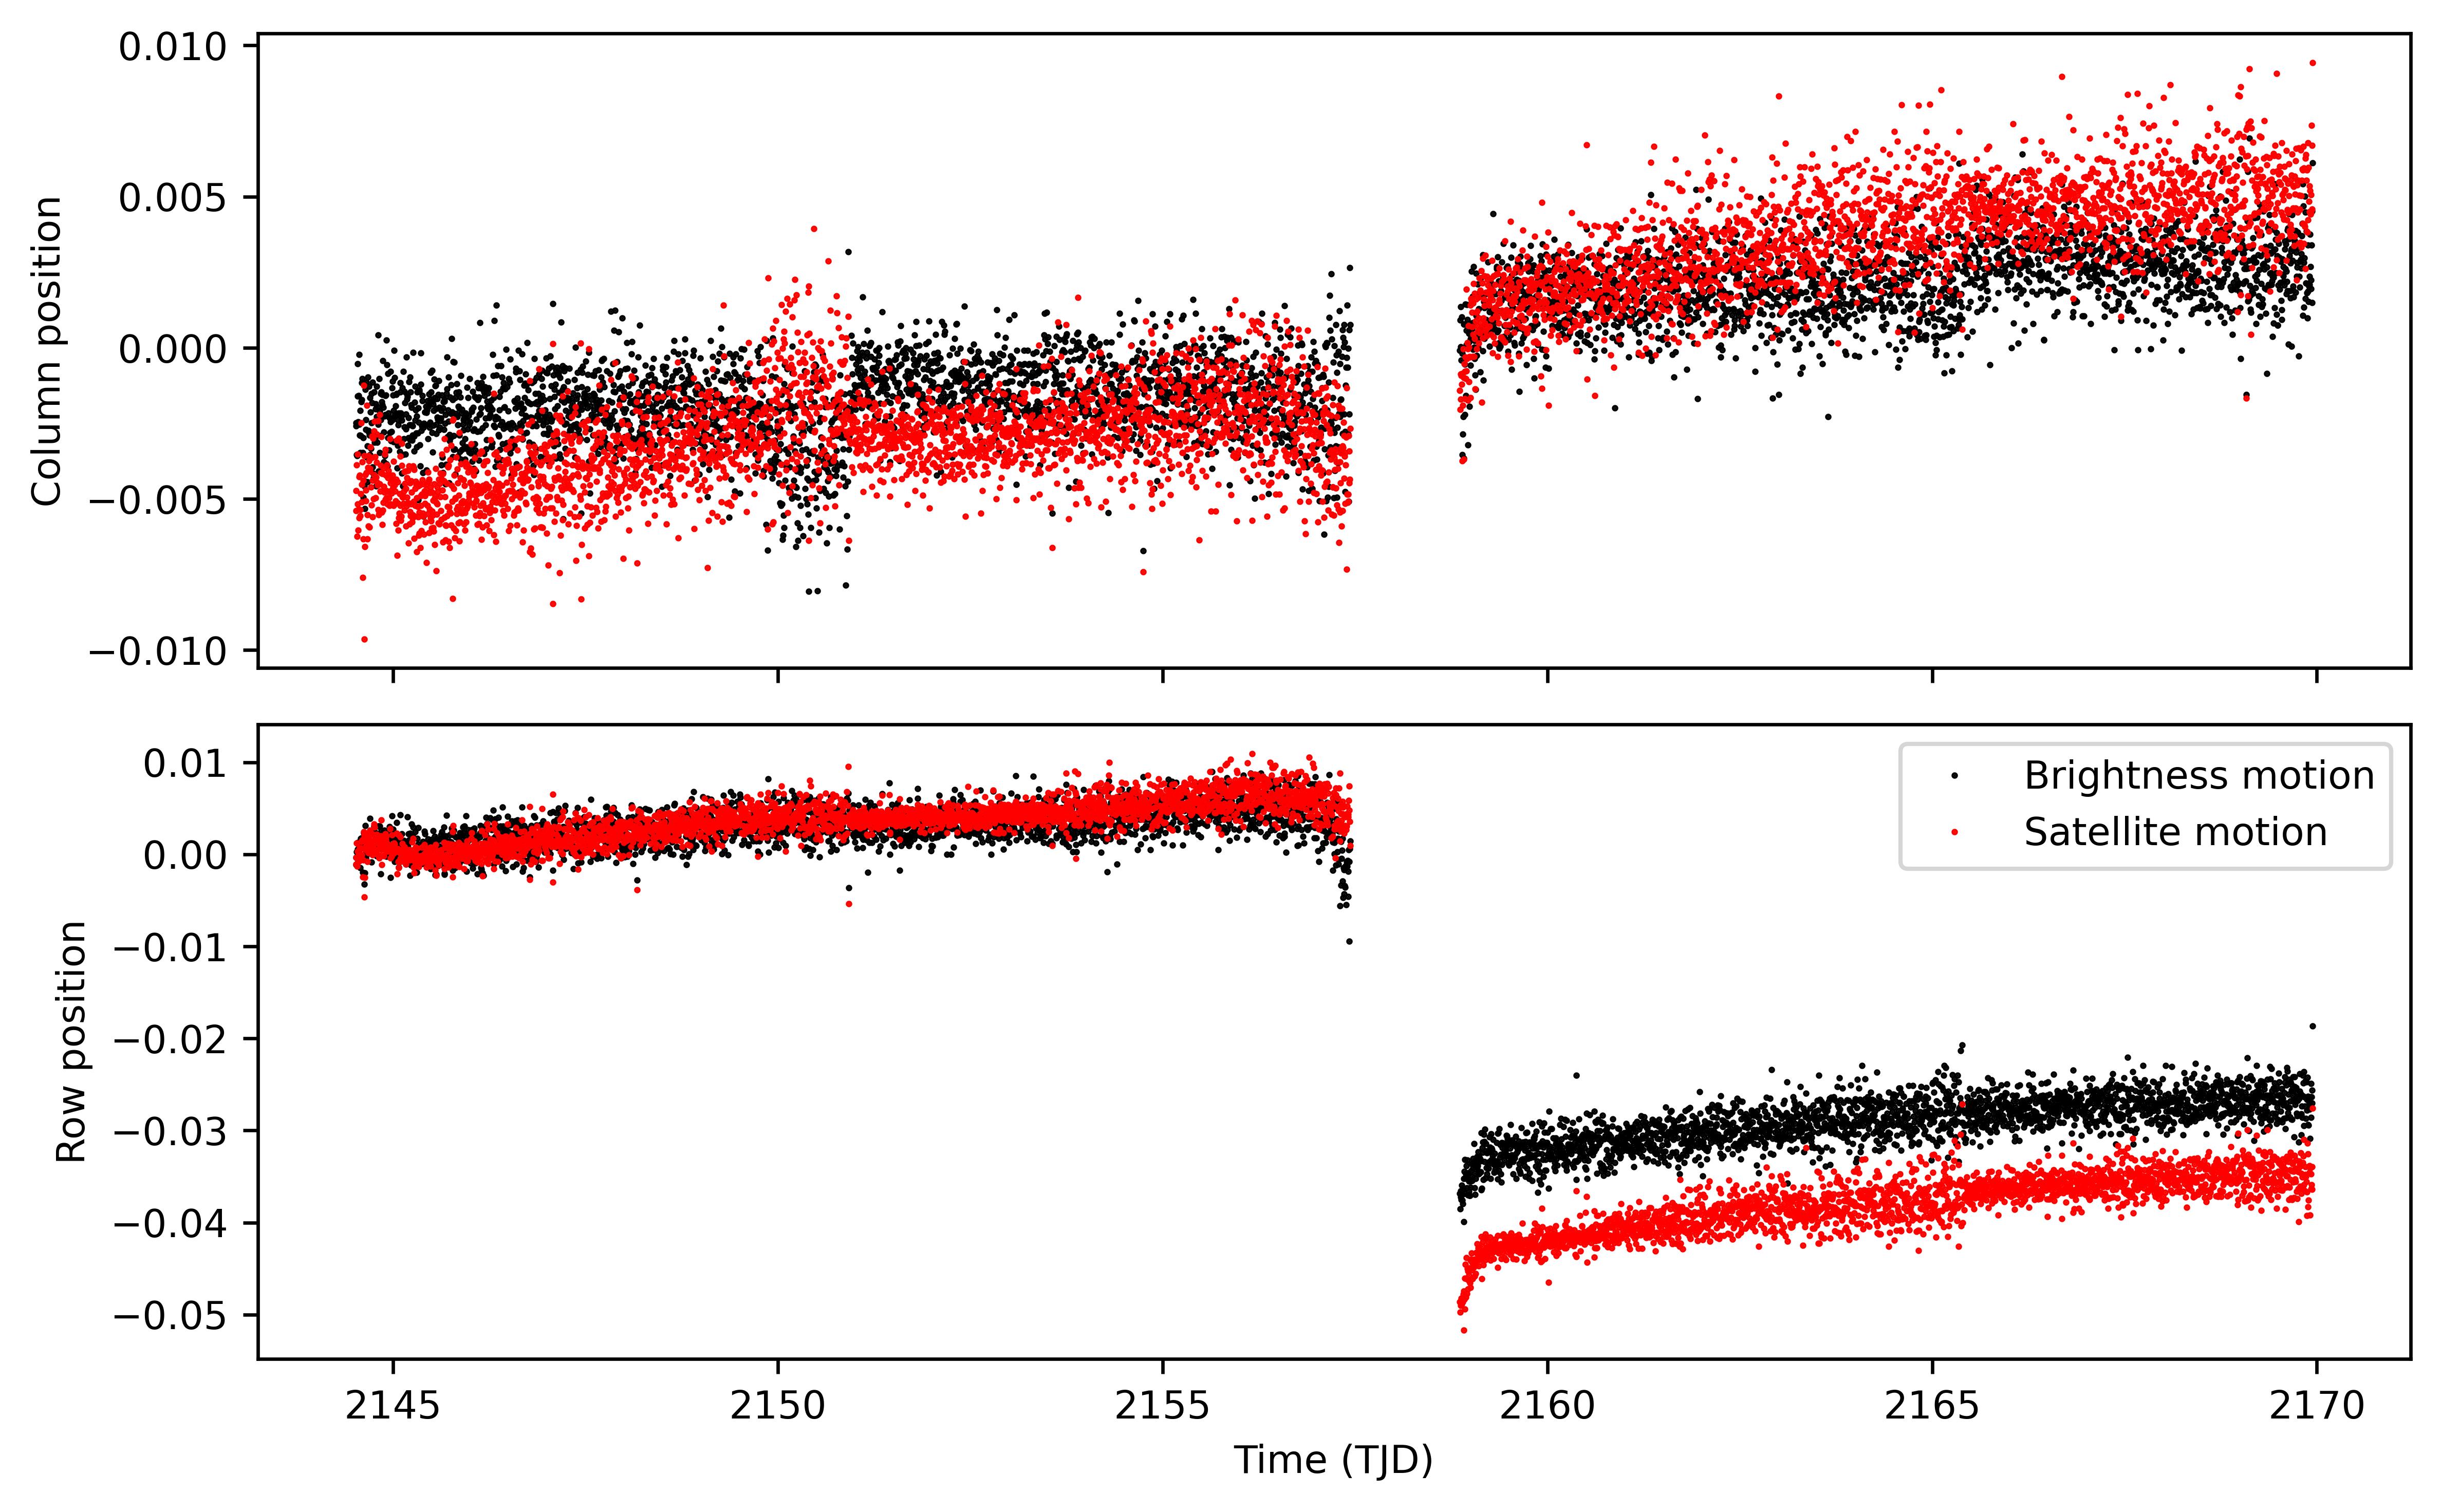 0.010
0.005
0.000
−0.005
−0.010
Column position
0.01
0.00
−0.01
−0.02
−0.03
−0.04
−0.05
Row position
Brightness motion
Satellite motion
2145 2150 2155 2160 2165 2170
Time (TJD)